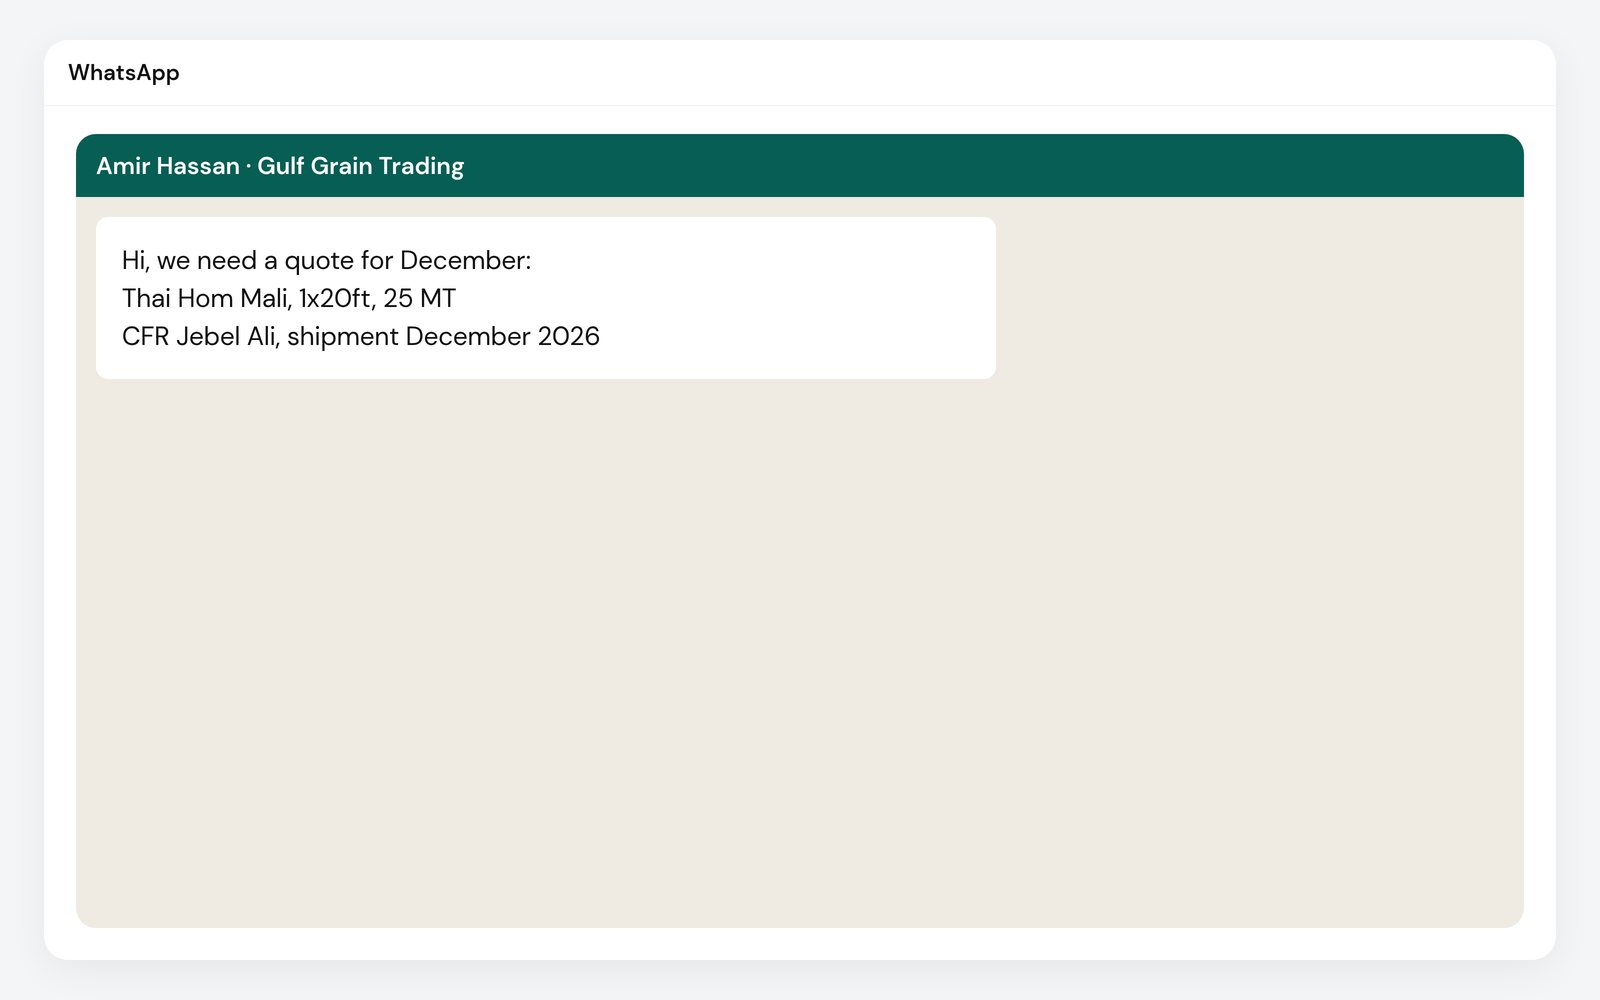 WhatsApp
Amir Hassan · Gulf Grain Trading
Hi, we need a quote for December:
Thai Hom Mali, 1x20ft, 25 MT
CFR Jebel Ali, shipment December 2026